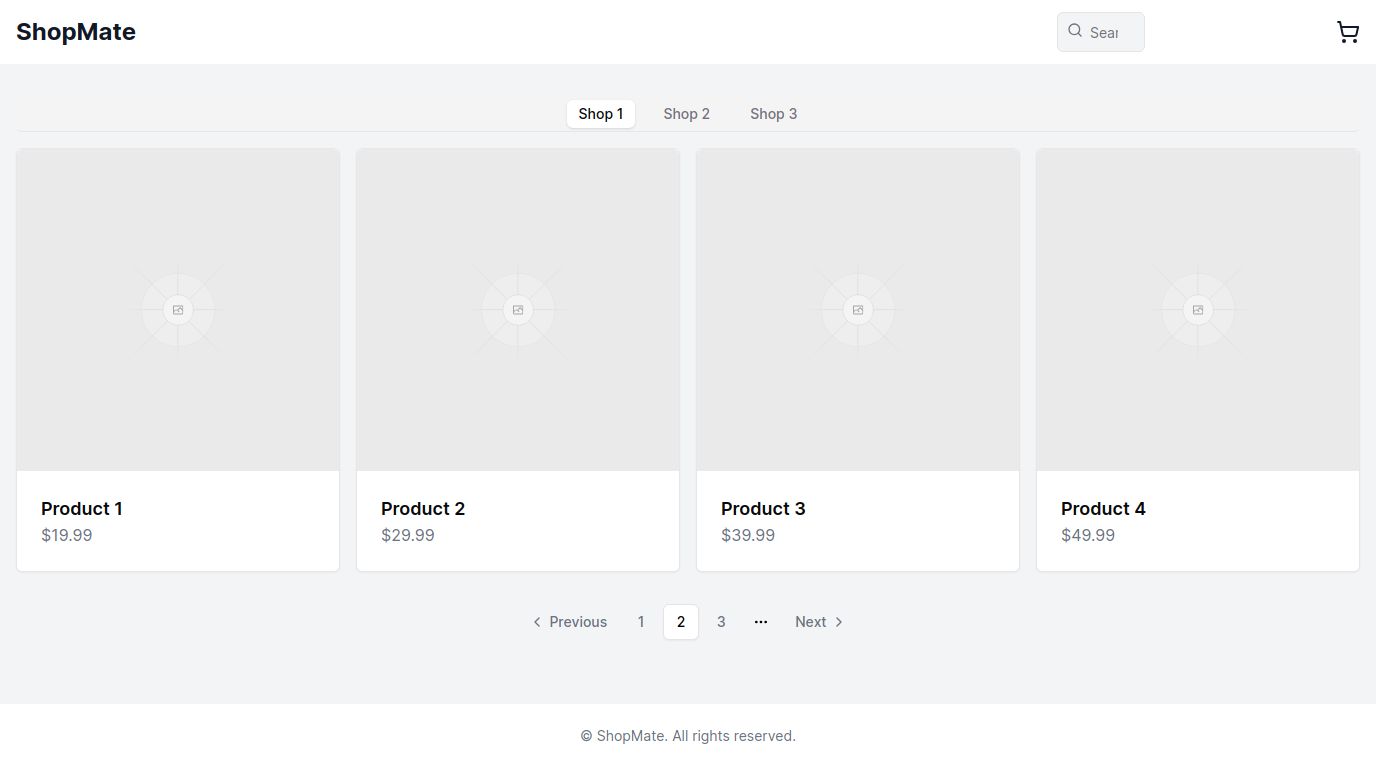 ShopMate
Sear
Shop 1 Shop 2 Shop 3
Product 1
$19.99
Product 2
$29.99
Product 3
$39.99
Product 4
$49.99
Previous 1 2 3 ... Next
© ShopMate. All rights reserved.